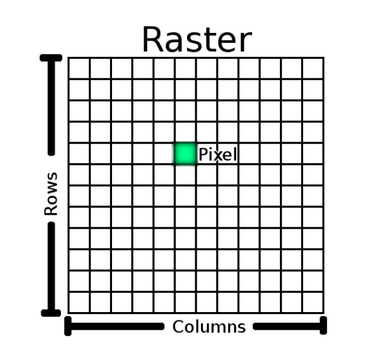 Raster
Pixel
Rows
Columns